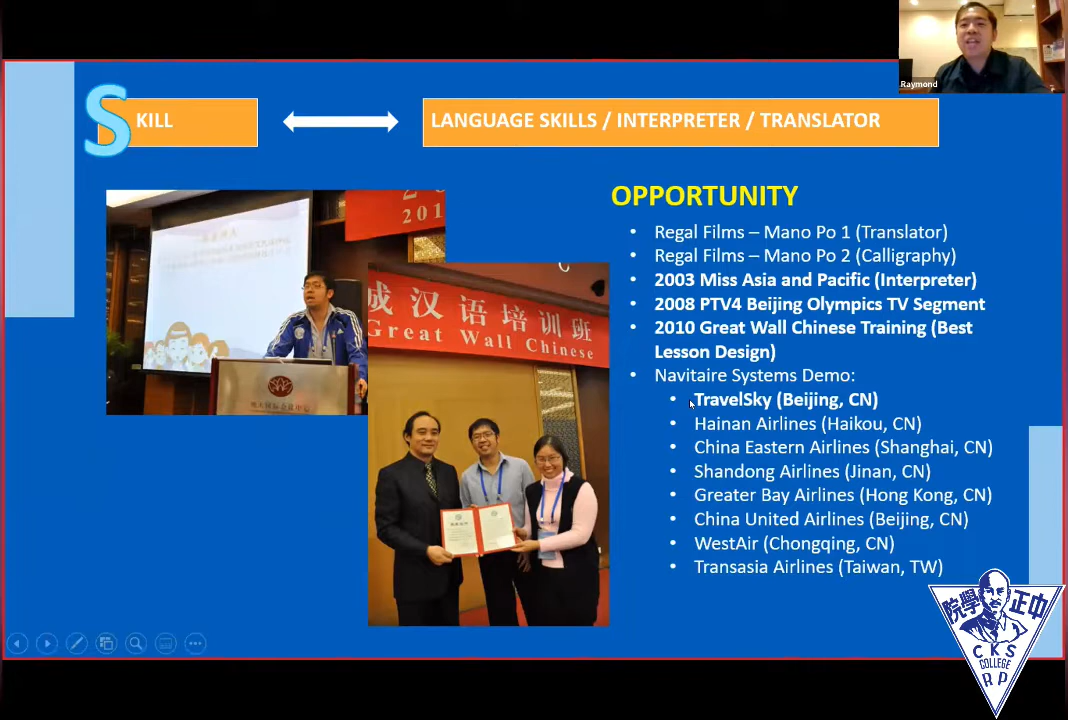 Raymond
SKILL
LANGUAGE SKILLS / INTERPRETER / TRANSLATOR
OPPORTUNITY
• Regal Films – Mano Po 1 (Translator)
• Regal Films – Mano Po 2 (Calligraphy)
• 2003 Miss Asia and Pacific (Interpreter)
• 2008 PTV4 Beijing Olympics TV Segment
• 2010 Great Wall Chinese Training (Best
Lesson Design)
• Navitaire Systems Demo:
• TravelSky (Beijing, CN)
• Hainan Airlines (Haikou, CN)
• China Eastern Airlines (Shanghai, CN)
• Shandong Airlines (Jinan, CN)
• Greater Bay Airlines (Hong Kong, CN)
• China United Airlines (Beijing, CN)
• WestAir (Chongqing, CN)
• Transasia Airlines (Taiwan, TW)
201
成汉语培训班
Great Wall Chinese
院學 正中
CKS
COLLEGE
RP